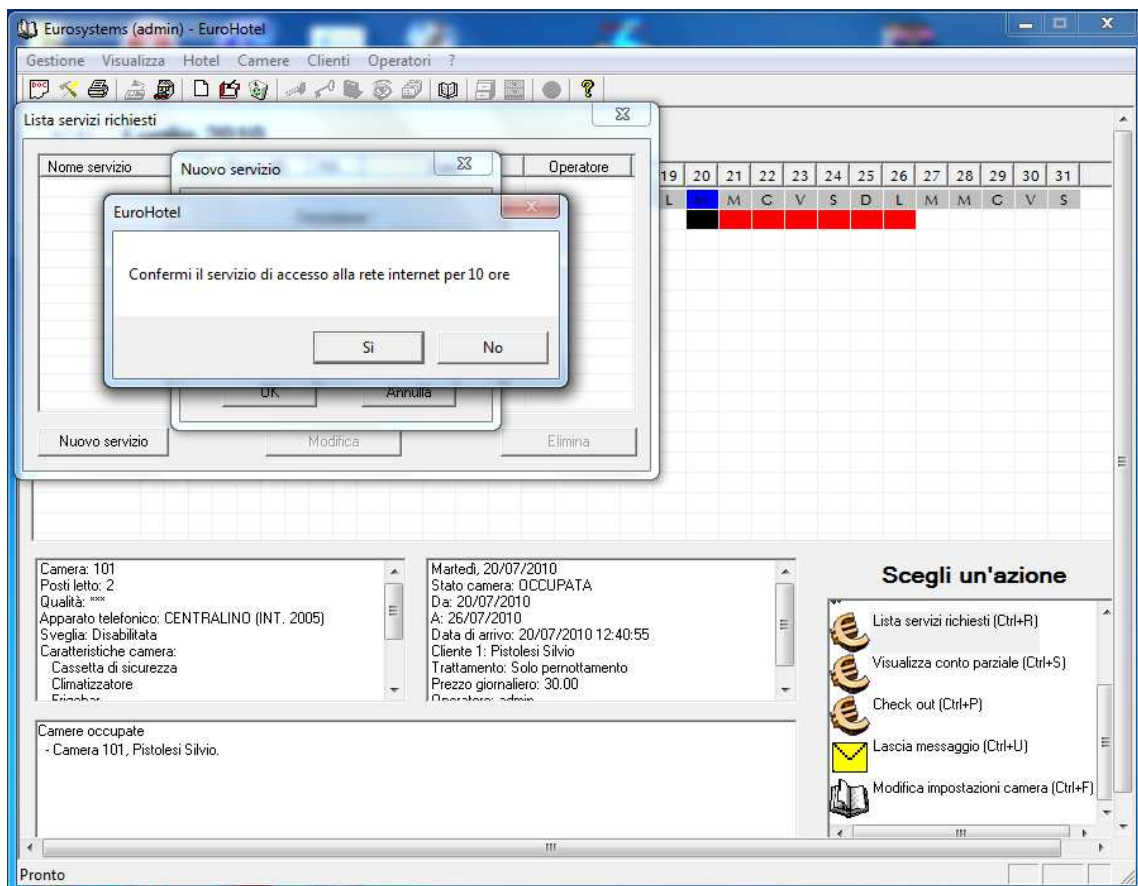 Eurosystems (admin) - EuroHotel
Gestione Visualizza Hotel Camere Clienti Operatori ?
Lista servizi richiesti
Nome servizio Operatore
Nuovo servizio
EuroHotel
Confermi il servizio di accesso alla rete internet per 10 ore
Sì No
OK Annulla
Nuovo servizio Modifica Elimina
19 20 21 22 23 24 25 26 27 28 29 30 31
L M M G V S D L M M G V S
Camera: 101
Posti letto: 2
Qualità: ***
Apparato telefonico: CENTRALINO (INT. 2005)
Sveglia: Disabilitata
Caratteristiche camera:
Cassetta di sicurezza
Climatizzatore
Frigobar
Martedì, 20/07/2010
Stato camera: OCCUPATA
Da: 20/07/2010
A: 26/07/2010
Data di arrivo: 20/07/2010 12:40:55
Cliente 1: Pistolesi Silvio
Trattamento: Solo pernottamento
Prezzo giornaliero: 30.00
Operatore: admin
Scegli un'azione
Lista servizi richiesti (Ctrl+R)
Visualizza conto parziale (Ctrl+S)
Check out (Ctrl+P)
Lascia messaggio (Ctrl+U)
Modifica impostazioni camera (Ctrl+F)
Camere occupate
- Camera 101, Pistolesi Silvio.
Pronto